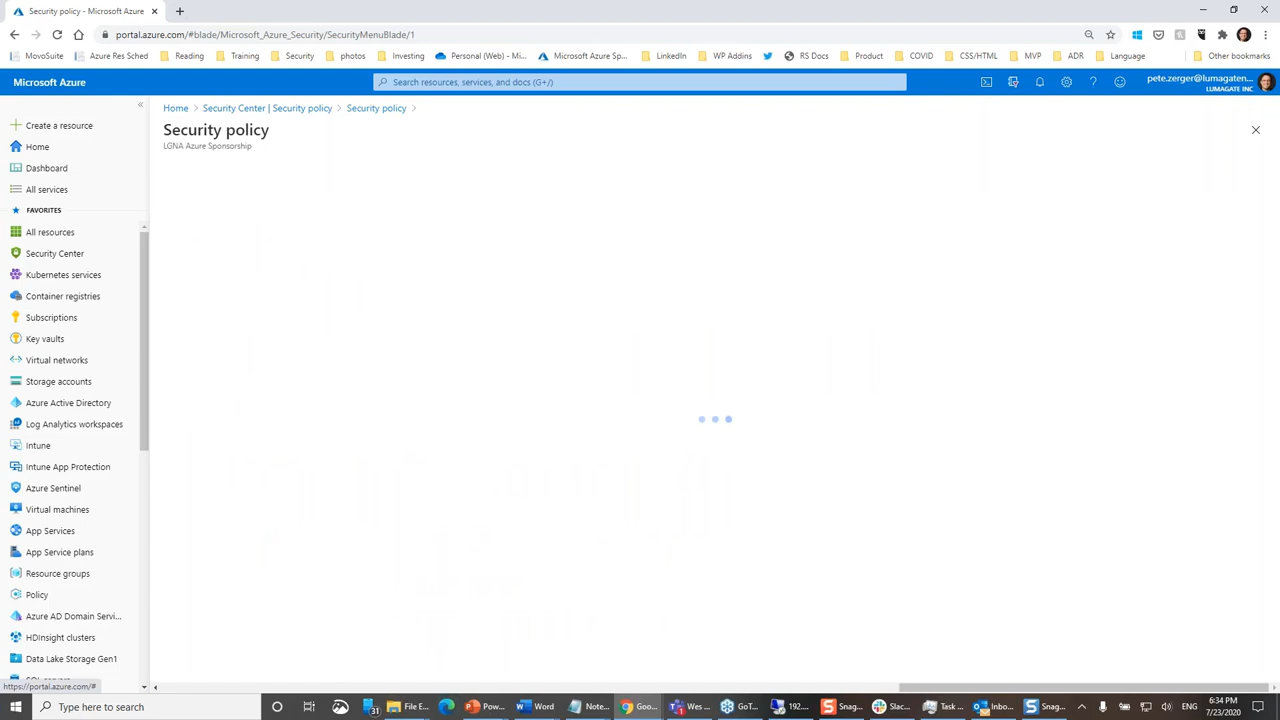 Security policy - Microsoft Azure
portal.azure.com/#blade/Microsoft_Azure_Security/SecurityMenuBlade/1
MovoSuite
Azure Res Sched
Reading
Training
Security
photos
Investing
Personal (Web) - Mi...
Microsoft Azure Sp...
LinkedIn
WP Addins
RS Docs
Product
COVID
CSS/HTML
MVP
ADR
Language
Other bookmarks
Microsoft Azure
Search resources, services, and docs (G+/)
pete.zerger@lumagaten...
LUMAGATE INC
Home > Security Center | Security policy > Security policy >
Security policy
LGNA Azure Sponsorship
Create a resource
Home
Dashboard
All services
FAVORITES
All resources
Security Center
Kubernetes services
Container registries
Subscriptions
Key vaults
Virtual networks
Storage accounts
Azure Active Directory
Log Analytics workspaces
Intune
Intune App Protection
Azure Sentinel
Virtual machines
App Services
App Service plans
Resource groups
Policy
Azure AD Domain Servi...
HDInsight clusters
Data Lake Storage Gen1
https://portal.azure.com/#
Type here to search
31
File E...
Pow...
Word
Note...
Goo...
Wes ...
GoT...
192....
Snag...
Slac...
Task ...
Inbo...
Snag...
ENG
6:34 PM
7/23/2020